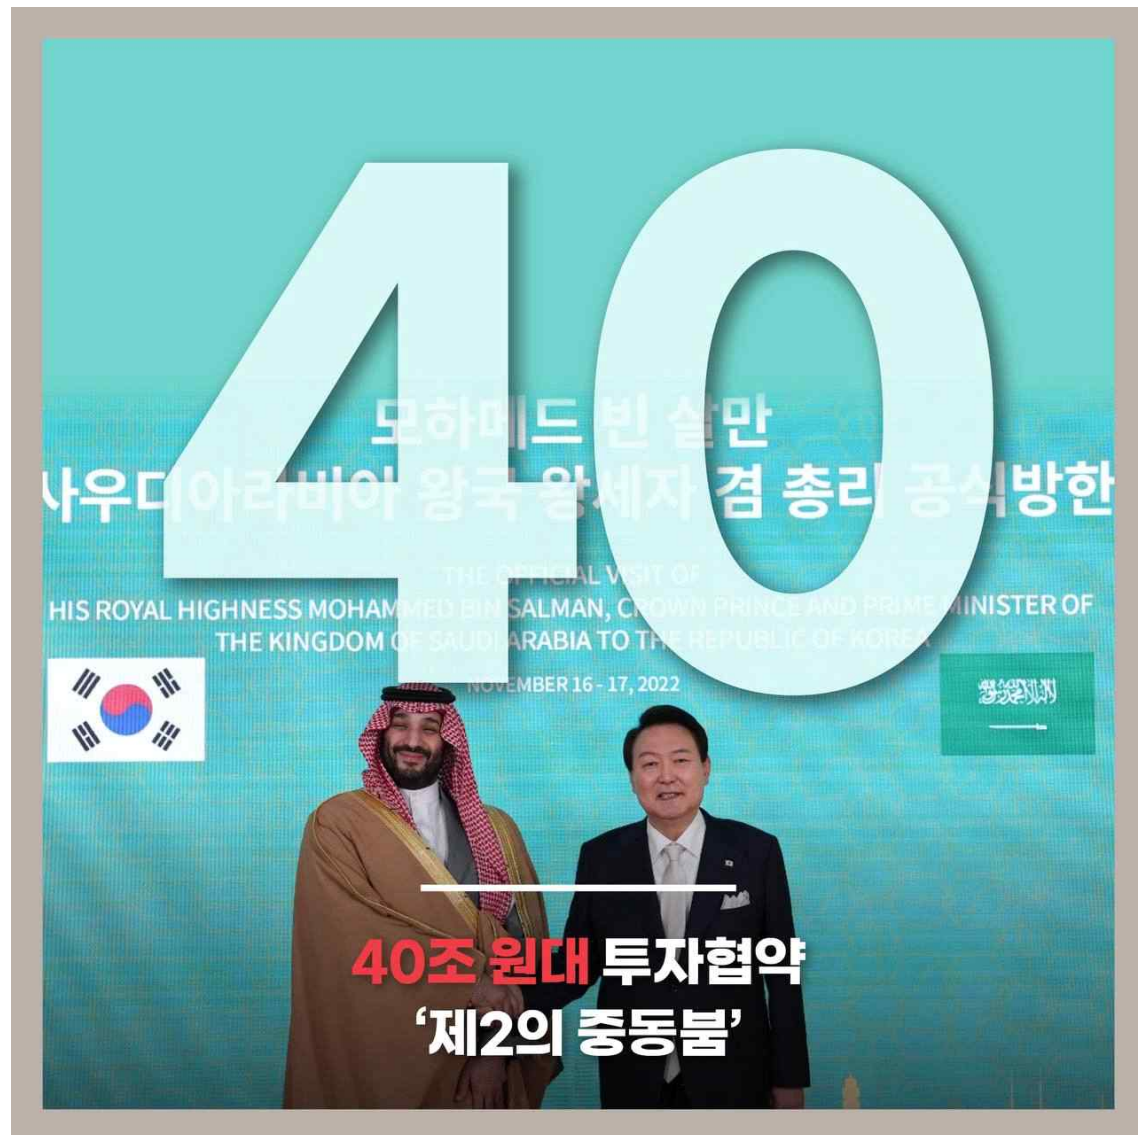 40
모하메드 빈 살만
사우디아라비아 왕국 왕세자 겸 총리 공식방한
THE OFFICIAL VISIT OF
HIS ROYAL HIGHNESS MOHAMMED BIN SALMAN, CROWN PRINCE AND PRIME MINISTER OF
THE KINGDOM OF SAUDI ARABIA TO THE REPUBLIC OF KOREA
NOVEMBER 16 - 17, 2022
40조 원대 투자협약
‘제2의 중동붐’